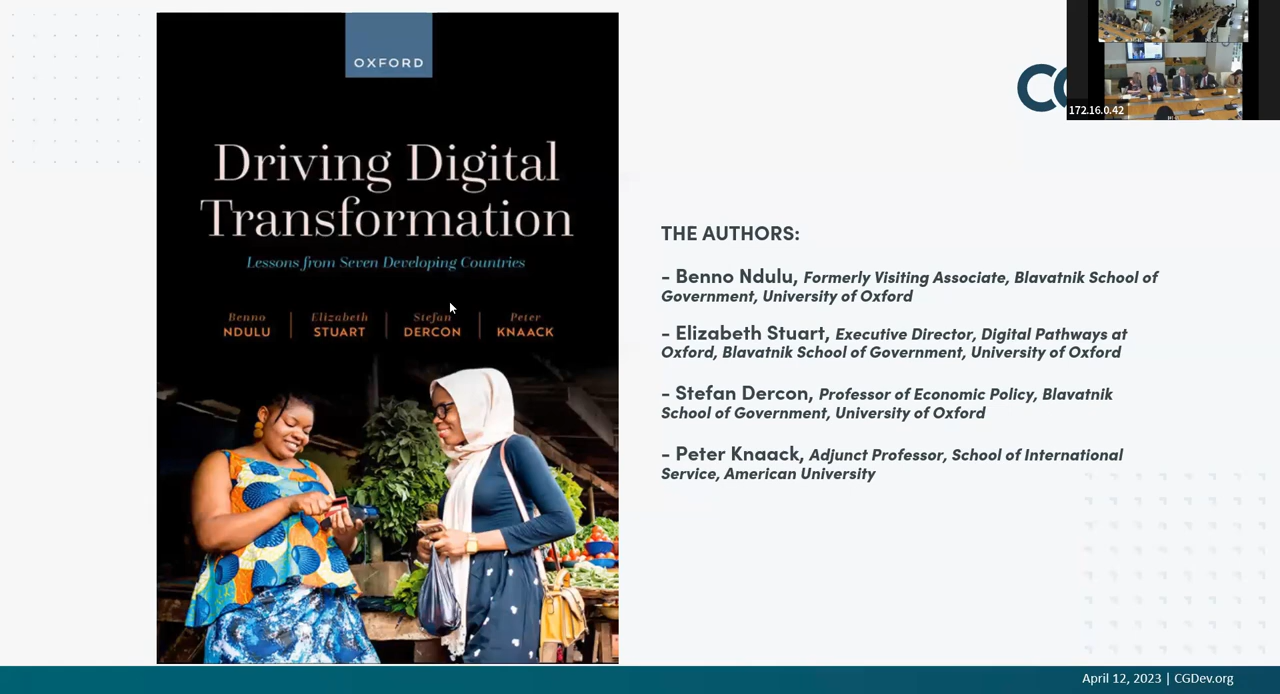 OXFORD
Driving Digital
Transformation
Lessons from Seven Developing Countries
Benno NDULU
Elizabeth STUART
Stefan DERCON
Peter KNAACK
172.16.0.42
THE AUTHORS:
- Benno Ndulu, Formerly Visiting Associate, Blavatnik School of
Government, University of Oxford
- Elizabeth Stuart, Executive Director, Digital Pathways at
Oxford, Blavatnik School of Government, University of Oxford
- Stefan Dercon, Professor of Economic Policy, Blavatnik
School of Government, University of Oxford
- Peter Knaack, Adjunct Professor, School of International
Service, American University
April 12, 2023 | CGDev.org